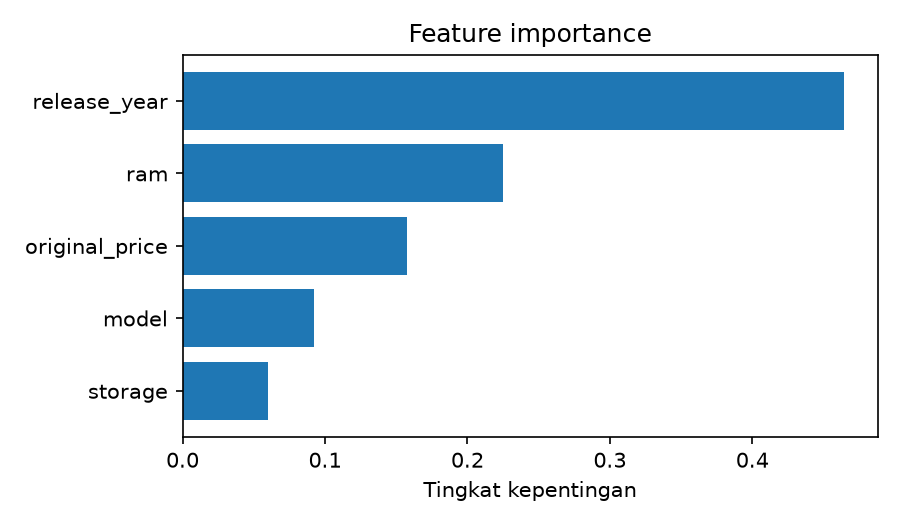 Feature importance
release_year
ram
original_price
model
storage
0.0 0.1 0.2 0.3 0.4
Tingkat kepentingan